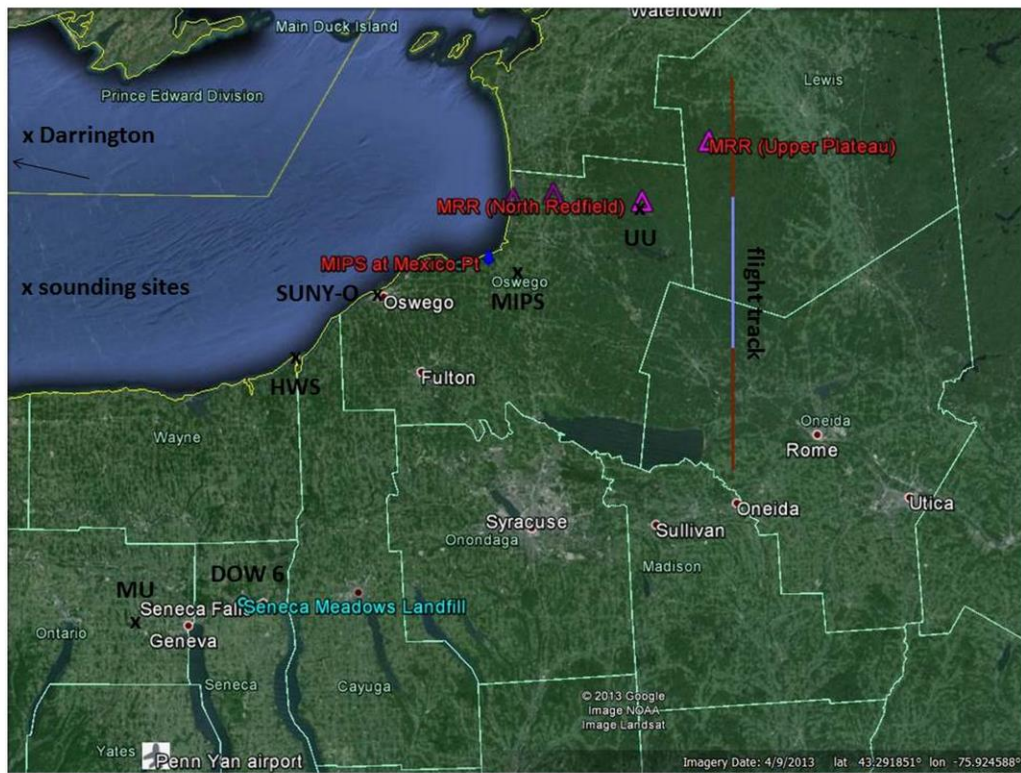 Watertown
Main Duck Island
Lewis
Prince Edward Division
x Darrington
MRR (Upper Plateau)
MRR (North Redfield)
UU
flight track
MIPS at Mexico Pt
Oswego
x sounding sites
SUNY-O x
Oswego
x
MIPS
x
HWS
Fulton
Wayne
Oneida
Rome
Syracuse
Onondaga
Sullivan
Oneida
Utica
Madison
DOW 6
MU
x
Seneca Falls
Seneca Meadows Landfill
Geneva
Ontario
Seneca
Cayuga
© 2013 Google
Image NOAA
Image Landsat
Yates
Penn Yan airport
Imagery Date: 4/9/2013 lat 43.291851° lon -75.924588°